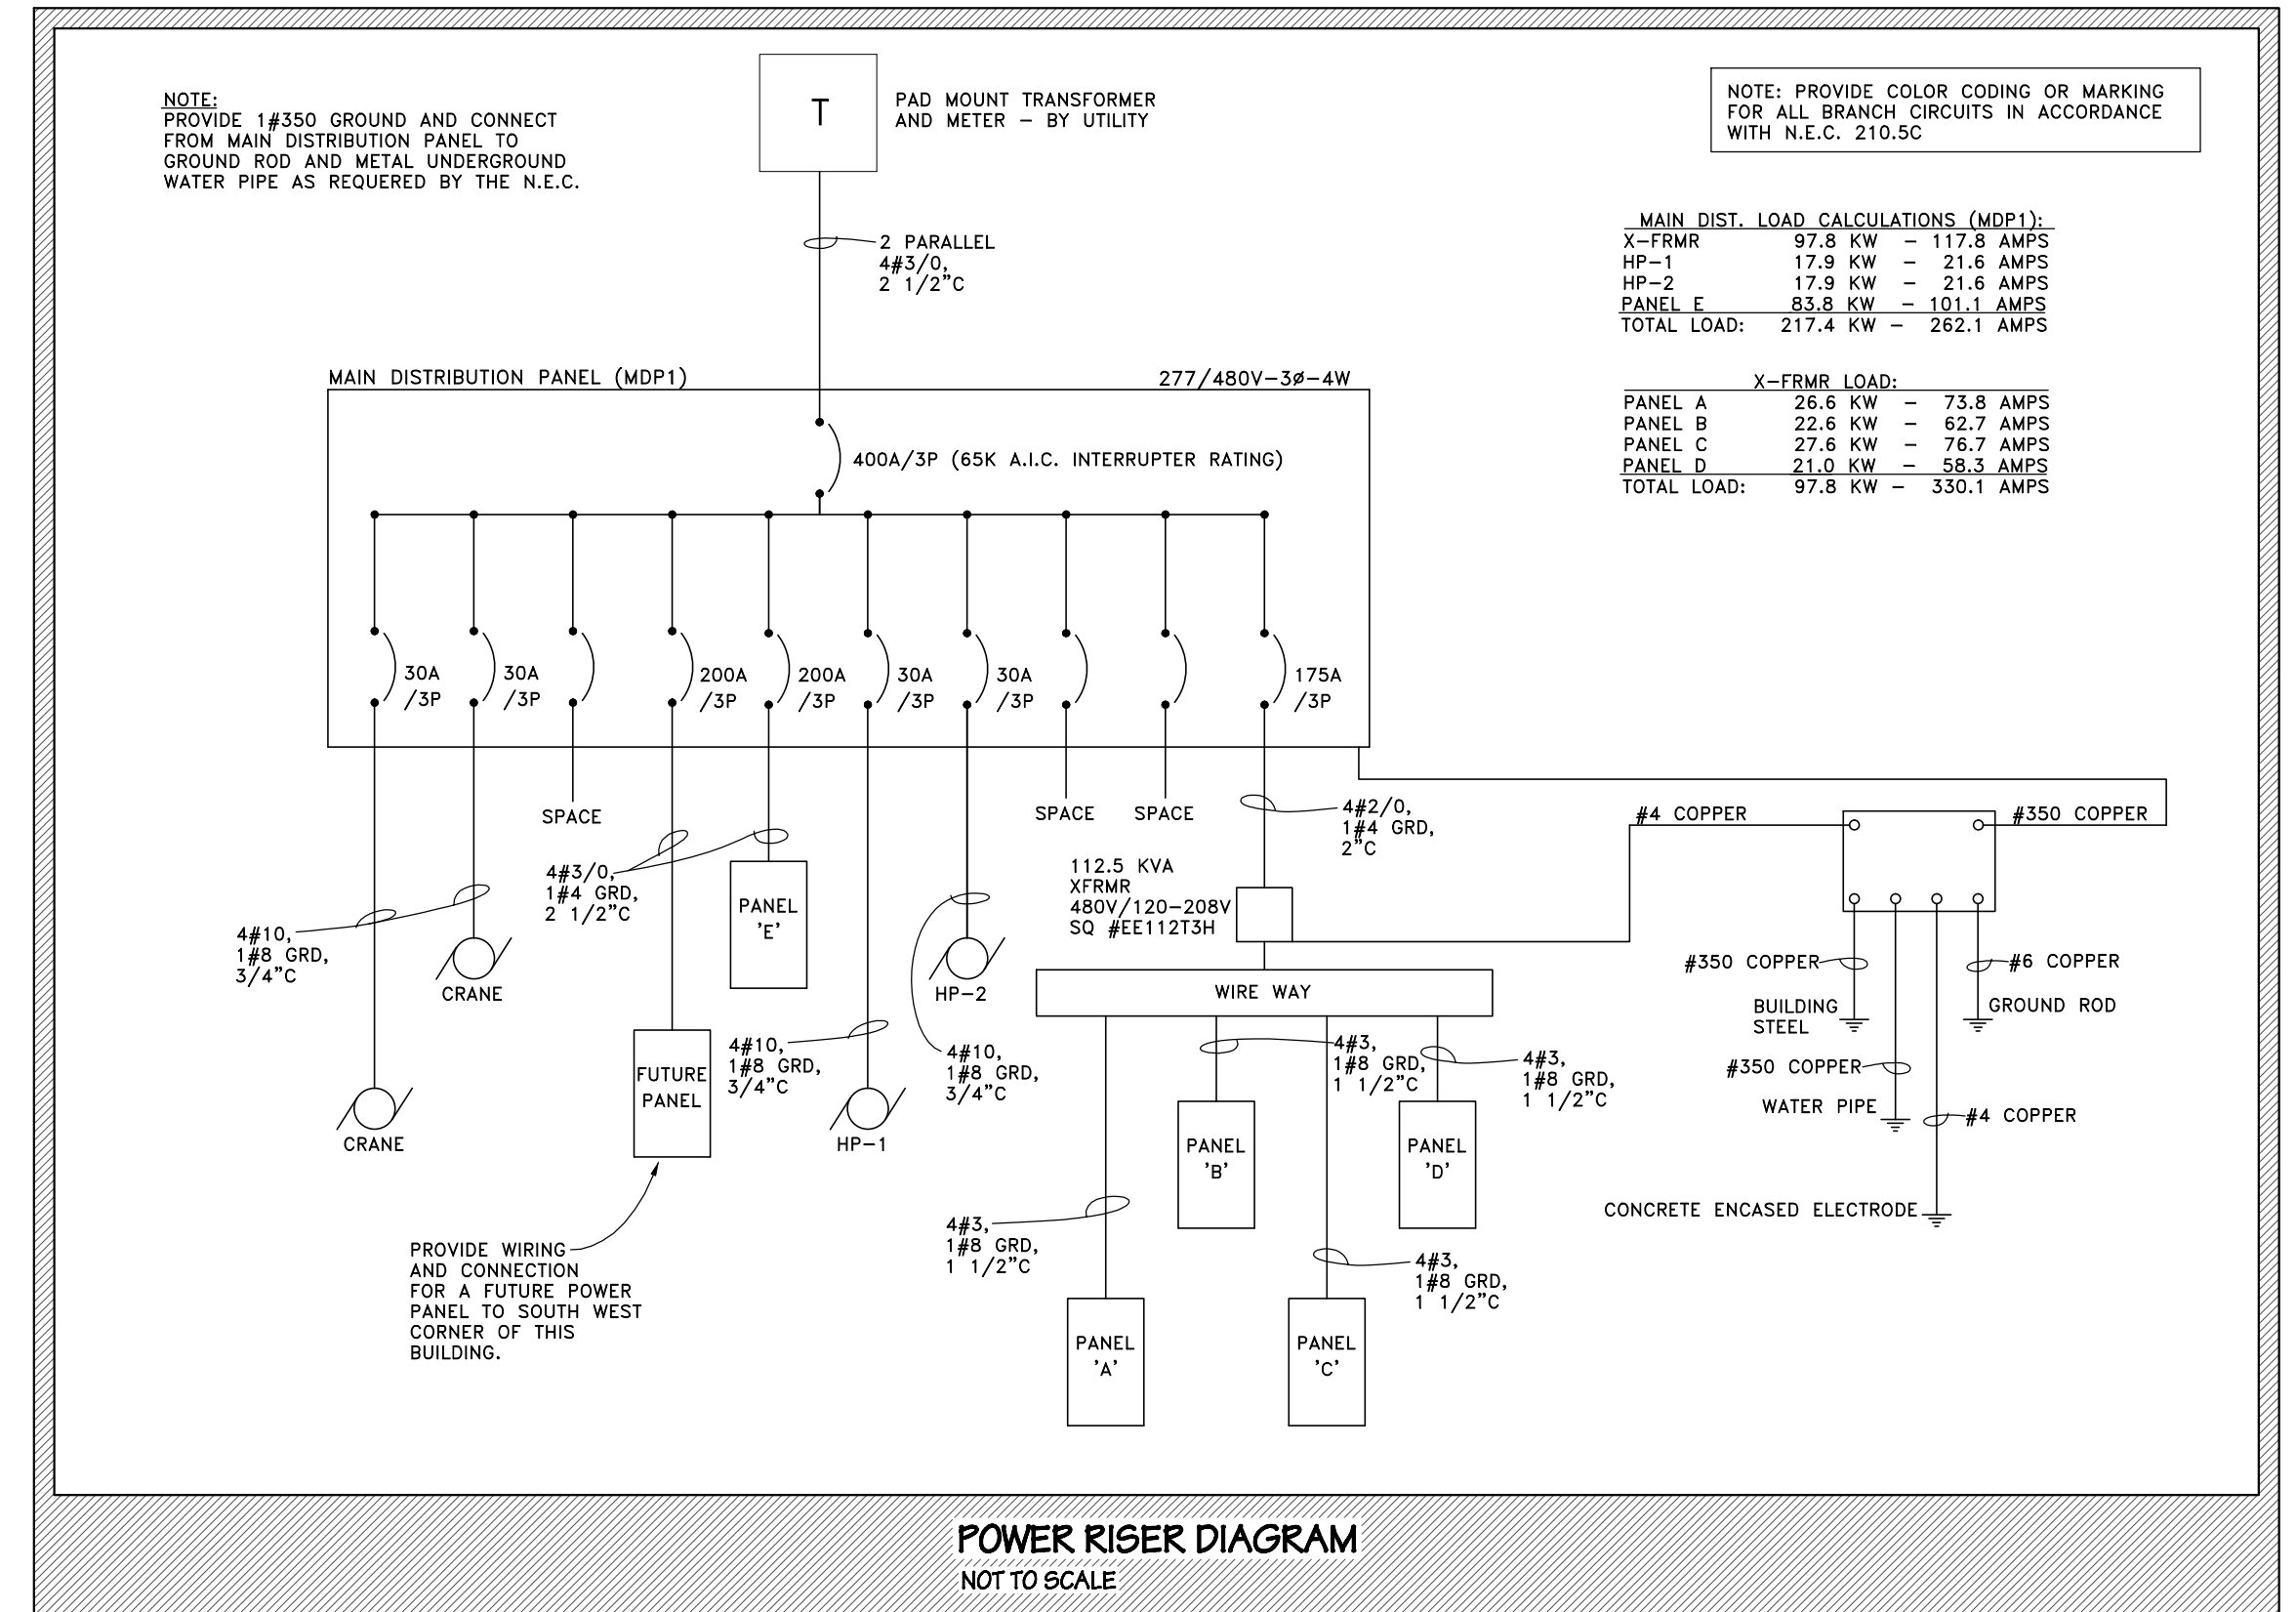 NOTE:
PROVIDE 1#350 GROUND AND CONNECT
FROM MAIN DISTRIBUTION PANEL TO
GROUND ROD AND METAL UNDERGROUND
WATER PIPE AS REQUERED BY THE N.E.C.
T
PAD MOUNT TRANSFORMER
AND METER – BY UTILITY
NOTE: PROVIDE COLOR CODING OR MARKING
FOR ALL BRANCH CIRCUITS IN ACCORDANCE
WITH N.E.C. 210.5C
2 PARALLEL
4#3/0,
2 1/2"C
MAIN DIST. LOAD CALCULATIONS (MDP1):
X–FRMR 97.8 KW – 117.8 AMPS
HP–1 17.9 KW – 21.6 AMPS
HP–2 17.9 KW – 21.6 AMPS
PANEL E 83.8 KW – 101.1 AMPS
TOTAL LOAD: 217.4 KW – 262.1 AMPS
X–FRMR LOAD:
PANEL A 26.6 KW – 73.8 AMPS
PANEL B 22.6 KW – 62.7 AMPS
PANEL C 27.6 KW – 76.7 AMPS
PANEL D 21.0 KW – 58.3 AMPS
TOTAL LOAD: 97.8 KW – 330.1 AMPS
MAIN DISTRIBUTION PANEL (MDP1)
277/480V–3ø–4W
400A/3P (65K A.I.C. INTERRUPTER RATING)
30A
/3P
30A
/3P
200A
/3P
200A
/3P
30A
/3P
30A
/3P
175A
/3P
SPACE
SPACE
SPACE
4#2/0,
1#4 GRD,
2"C
#4 COPPER
#350 COPPER
4#3/0,
1#4 GRD,
2 1/2"C
PANEL
'E'
112.5 KVA
XFRMR
480V/120–208V
SQ #EE112T3H
4#10,
1#8 GRD,
3/4"C
CRANE
HP–2
WIRE WAY
#350 COPPER
#6 COPPER
BUILDING
STEEL
GROUND ROD
FUTURE
PANEL
4#10,
1#8 GRD,
3/4"C
4#10,
1#8 GRD,
3/4"C
4#3,
1#8 GRD,
1 1/2"C
4#3,
1#8 GRD,
1 1/2"C
#350 COPPER
WATER PIPE
#4 COPPER
CRANE
HP–1
PANEL
'B'
PANEL
'D'
CONCRETE ENCASED ELECTRODE
4#3,
1#8 GRD,
1 1/2"C
4#3,
1#8 GRD,
1 1/2"C
PROVIDE WIRING
AND CONNECTION
FOR A FUTURE POWER
PANEL TO SOUTH WEST
CORNER OF THIS
BUILDING.
PANEL
'A'
PANEL
'C'
POWER RISER DIAGRAM
NOT TO SCALE